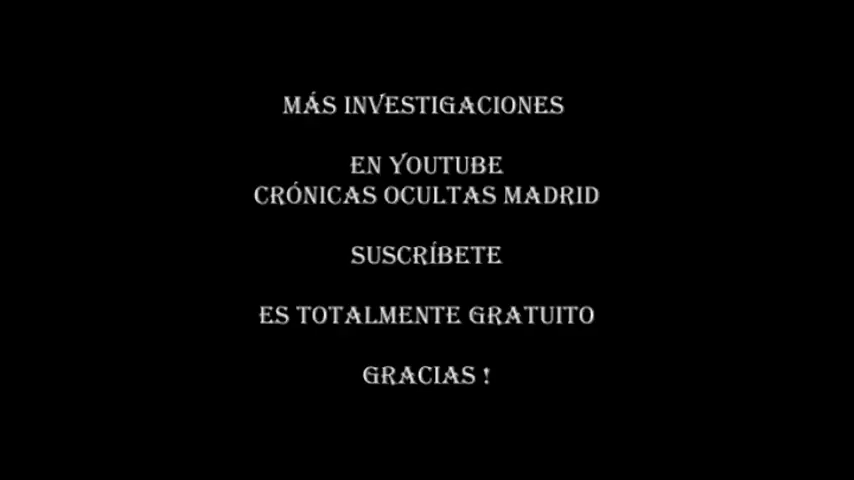 MÁS INVESTIGACIONES
EN YOUTUBE
CRÓNICAS OCULTAS MADRID
SUSCRÍBETE
ES TOTALMENTE GRATUITO
GRACIAS !